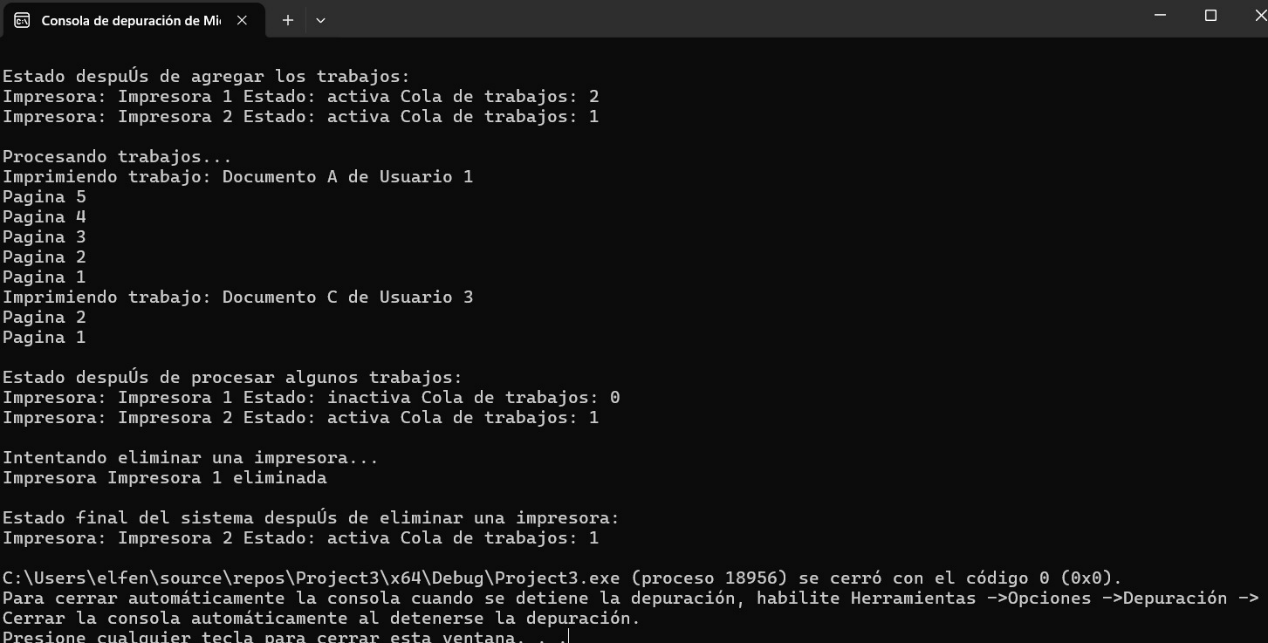 Consola de depuración de Mi
Estado despuÚs de agregar los trabajos:
Impresora: Impresora 1 Estado: activa Cola de trabajos: 2
Impresora: Impresora 2 Estado: activa Cola de trabajos: 1
Procesando trabajos...
Imprimiendo trabajo: Documento A de Usuario 1
Pagina 5
Pagina 4
Pagina 3
Pagina 2
Pagina 1
Imprimiendo trabajo: Documento C de Usuario 3
Pagina 2
Pagina 1
Estado despuÚs de procesar algunos trabajos:
Impresora: Impresora 1 Estado: inactiva Cola de trabajos: 0
Impresora: Impresora 2 Estado: activa Cola de trabajos: 1
Intentando eliminar una impresora...
Impresora Impresora 1 eliminada
Estado final del sistema despuÚs de eliminar una impresora:
Impresora: Impresora 2 Estado: activa Cola de trabajos: 1
C:\Users\elfen\source\repos\Project3\x64\Debug\Project3.exe (proceso 18956) se cerró con el código 0 (0x0).
Para cerrar automáticamente la consola cuando se detiene la depuración, habilite Herramientas ->Opciones ->Depuración ->
Cerrar la consola automáticamente al detenerse la depuración.
Presione cualquier tecla para cerrar esta ventana. . .